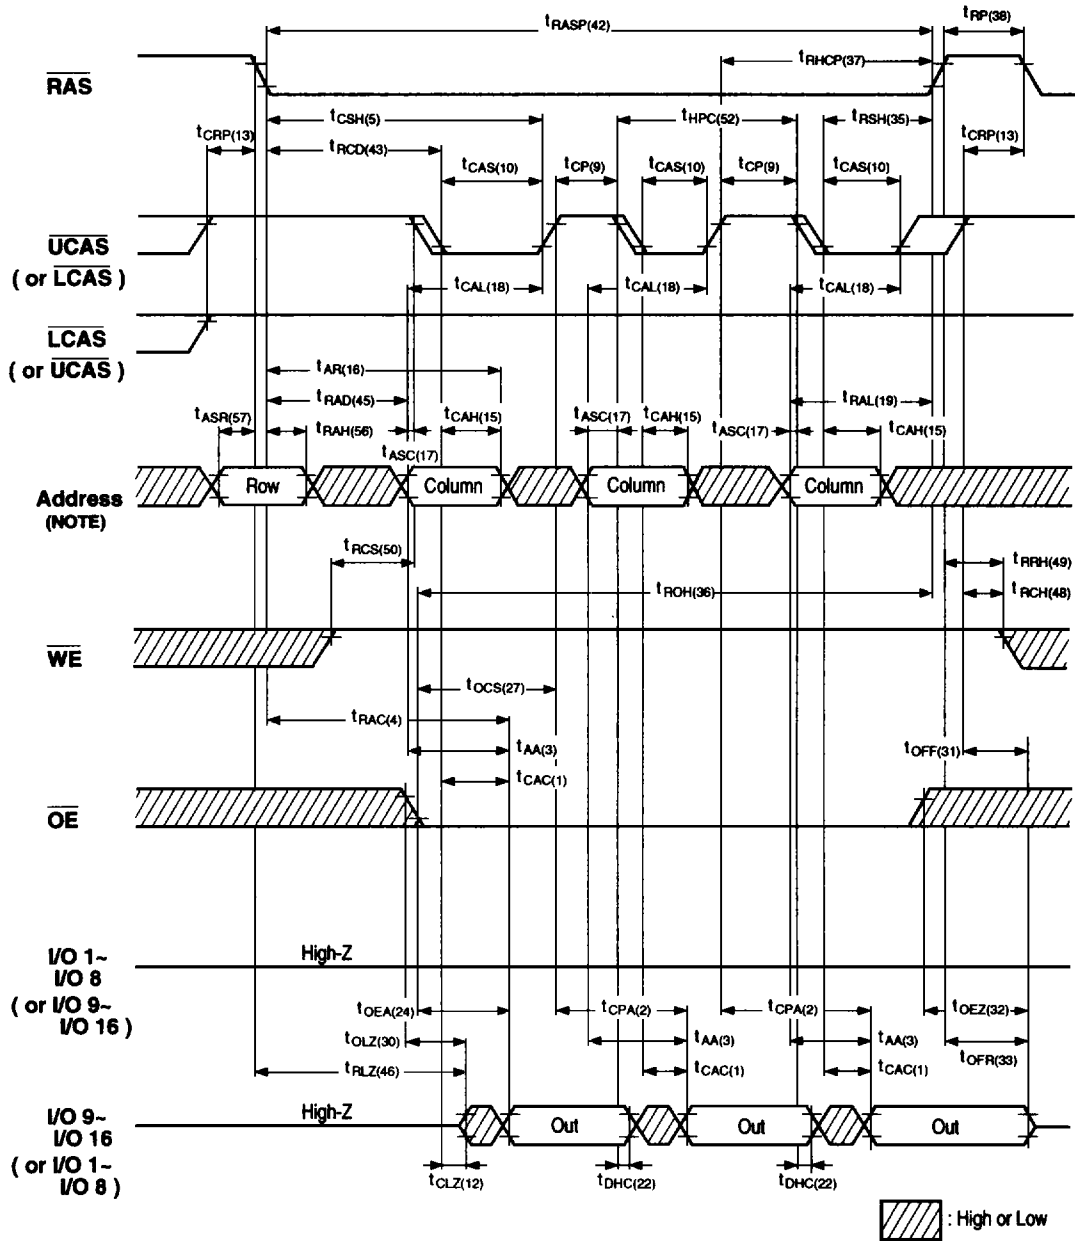 tRASP(42) tRP(38)
tRHCP(37)
RAS
tCSH(5) tHPC(52) tRSH(35)
tCRP(13) tRCD(43) tCRP(13)
tCAS(10) tCP(9) tCAS(10) tCP(9) tCAS(10)
UCAS
( or LCAS )
tCAL(18) tCAL(18) tCAL(18)
LCAS
( or UCAS )
tAR(16)
tRAD(45) tRAL(19)
tASR(57) tRAH(56) tCAH(15) tASC(17) tCAH(15) tASC(17) tCAH(15)
tASC(17)
Address
(NOTE)
Row Column Column Column
tRCS(50) tRRH(49)
tROH(36) tRCH(48)
WE
tOCS(27)
tRAC(4)
tAA(3) tOFF(31)
tCAC(1)
OE
I/O 1~
I/O 8
( or I/O 9~
I/O 16)
High-Z
tOEA(24) tCPA(2) tCPA(2) tOEZ(32)
tOLZ(30) tAA(3) tAA(3) tOFR(33)
tRLZ(46) tCAC(1) tCAC(1)
I/O 9~
I/O 16
( or I/O 1~
I/O 8 )
High-Z Out Out Out
tCLZ(12) tDHC(22) tDHC(22)
: High or Low